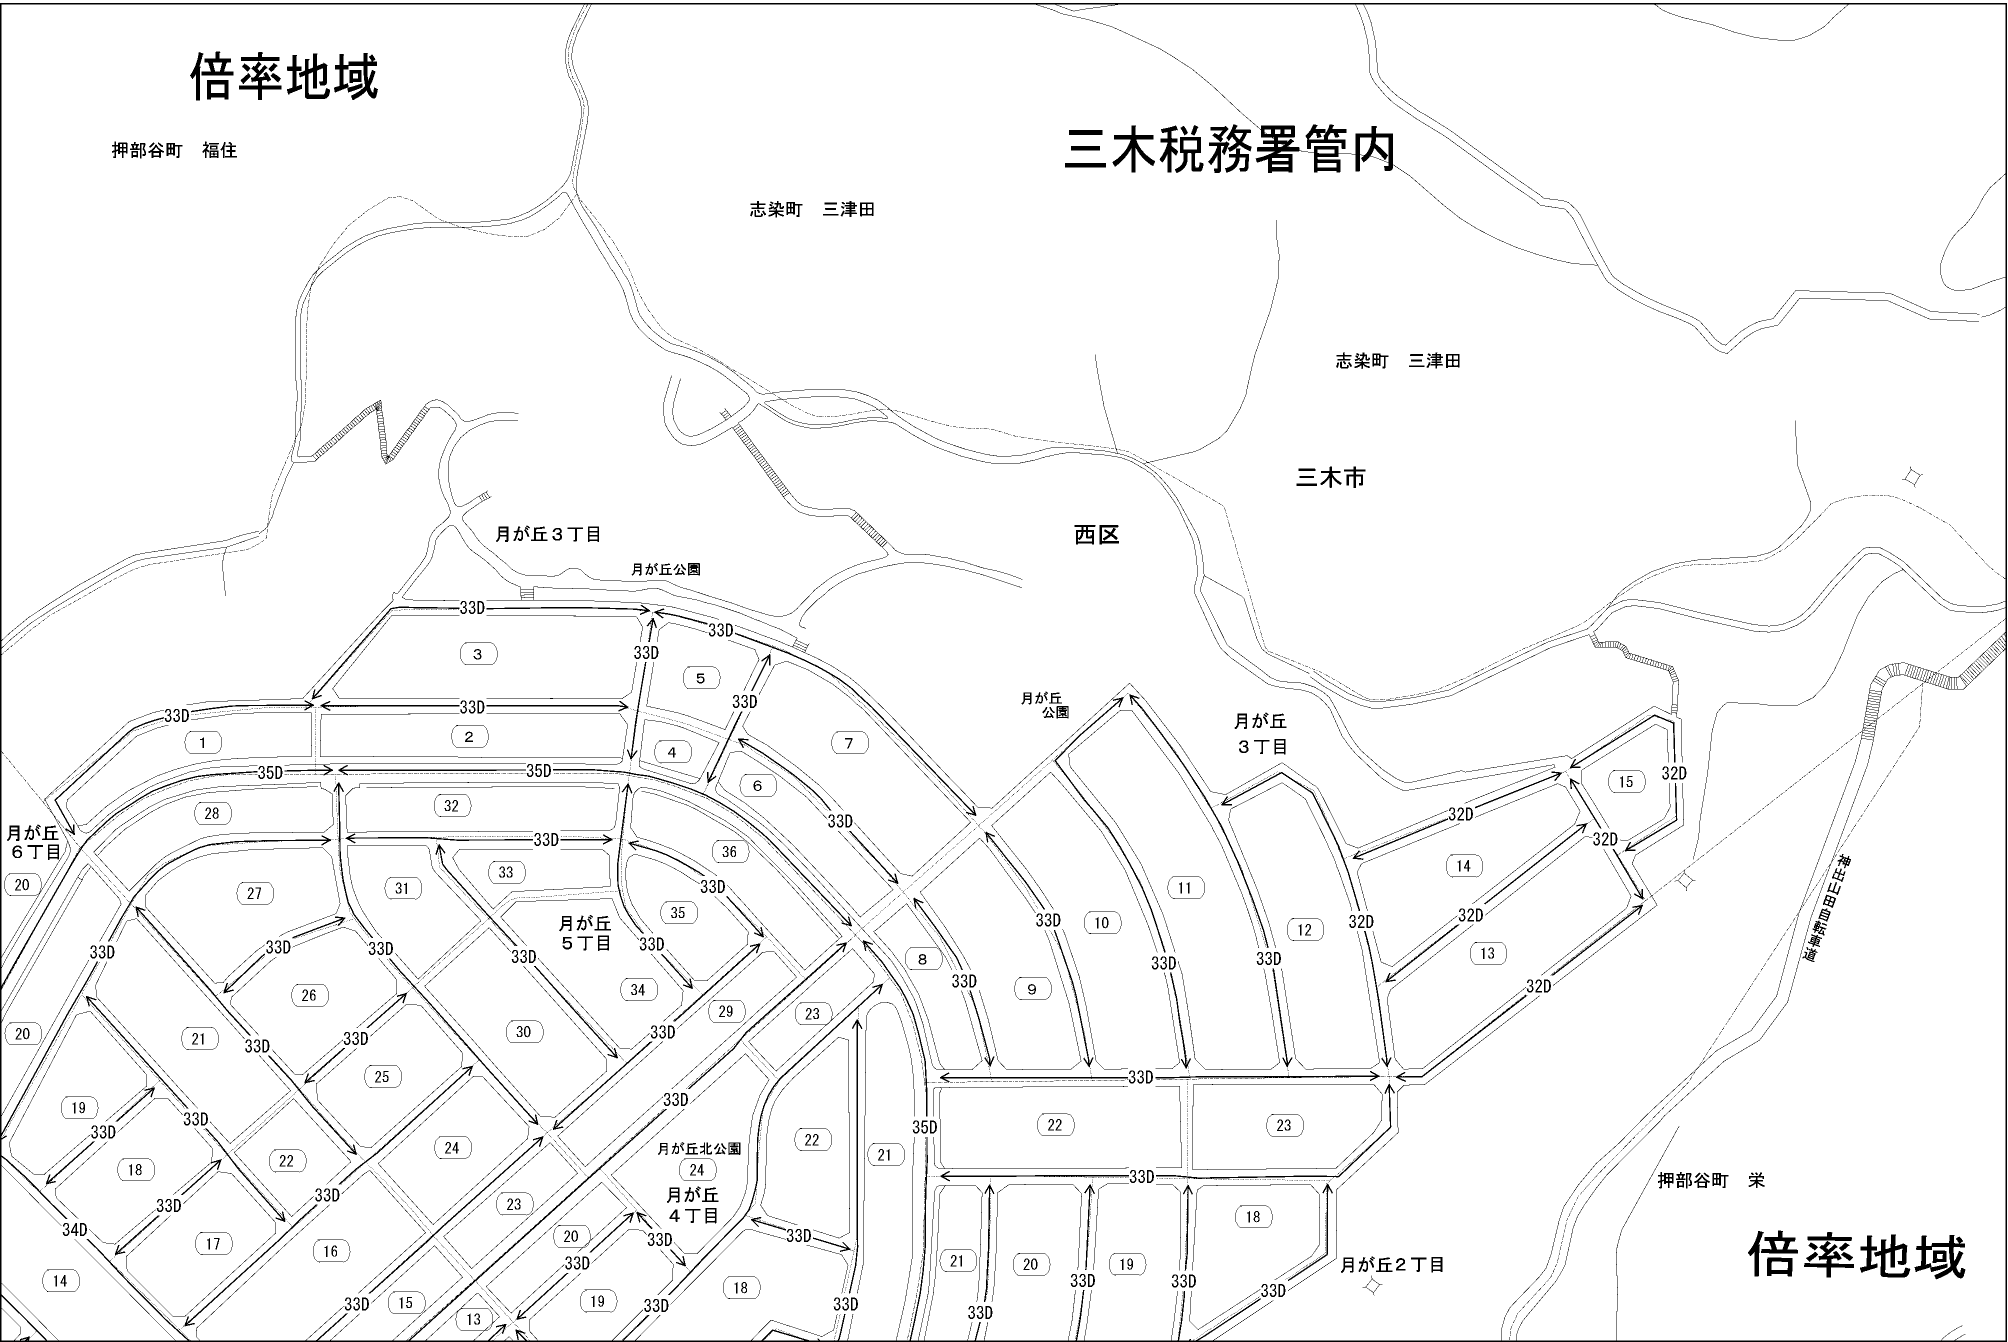 倍率地域
三木税務署管内
押部谷町　福住
志染町　三津田
志染町　三津田
三木市
西区
月が丘３丁目
月が丘公園
33D
33D
3
33D
5
33D
月が丘
公園
月が丘
３丁目
33D
33D
1
2
4
7
35D
35D
6
15
32D
28
32
33D
32D
32D
月が丘
６丁目
33D
36
14
20
27
31
33
33D
11
神出山田自転車道
35
33D
10
32D
32D
12
月が丘
５丁目
33D
33D
33D
33D
33D
8
33D
33D
33D
13
26
34
9
32D
20
21
33D
33D
30
33D
29
23
25
33D
19
33D
33D
33D
35D
22
23
18
22
24
月が丘北公園
24
22
21
33D
押部谷町　栄
33D
33D
23
月が丘
４丁目
18
34D
17
16
20
33D
33D
倍率地域
14
33D
21
20
19
月が丘２丁目
33D
33D
33D
15
13
19
33D
18
33D
33D